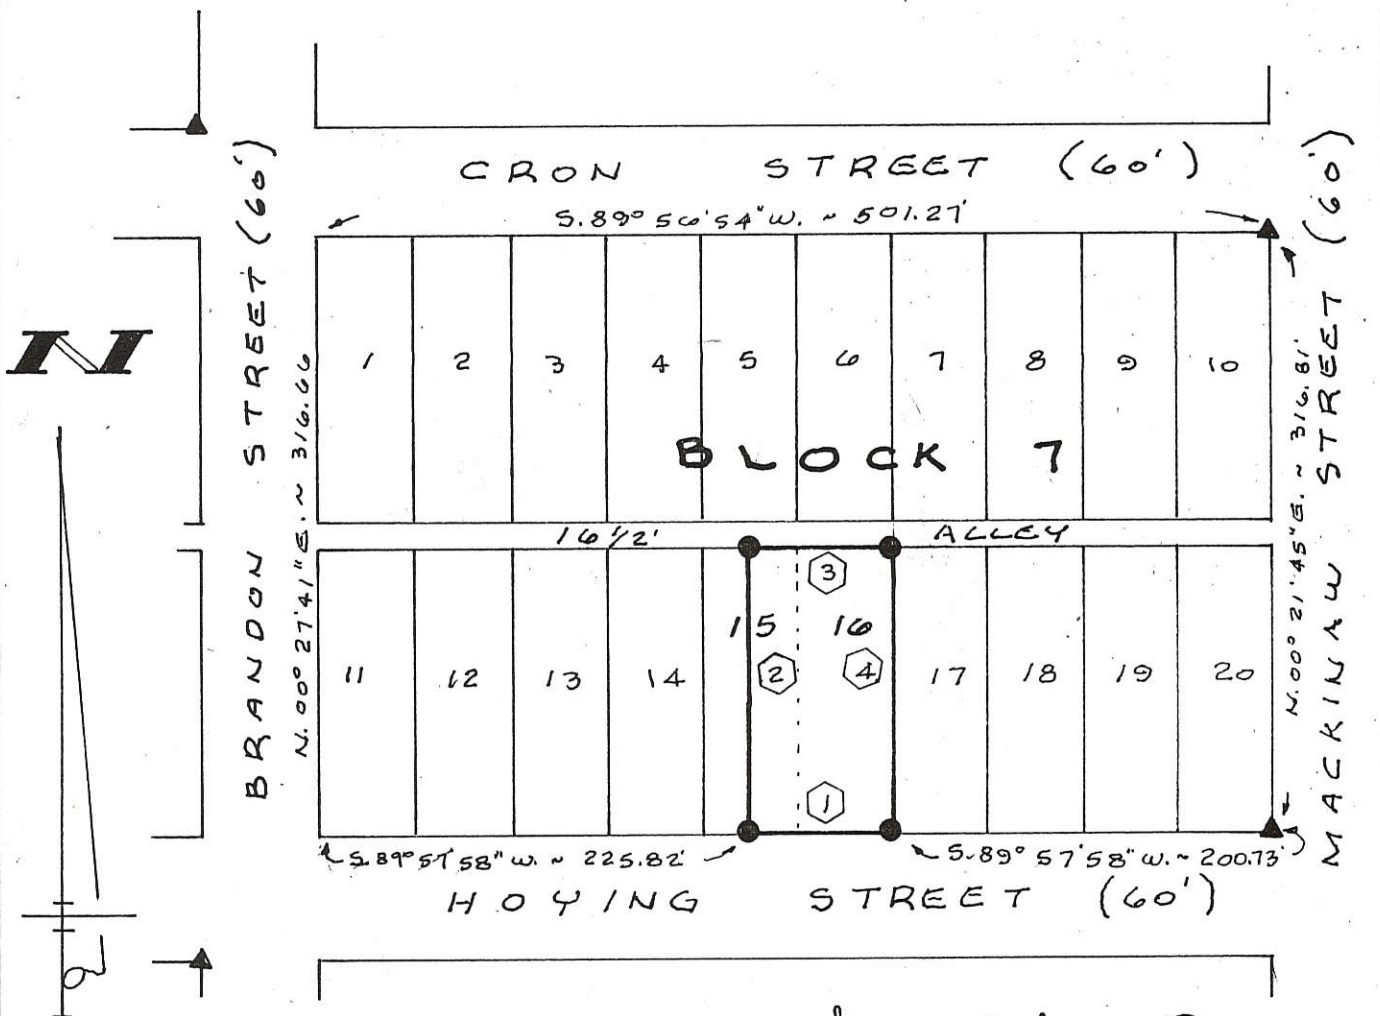 CRON STREET (60')
S.89° 56'54"W. ~ 501.27'
BRANDON STREET (60')
N.00° 27'41"E. ~ 316.66
MACKINAW STREET (60')
N.00° 21'45"E. ~ 316.81'
N
1 2 3 4 5 6 7 8 9 10
BLOCK 7
16 1/2' ALLEY
3
15 16
11 12 13 14 2 4 17 18 19 20
1
S.89° 57'58"W. ~ 225.82' S.89° 57'58"W. ~ 200.73'
HOYING STREET (60')